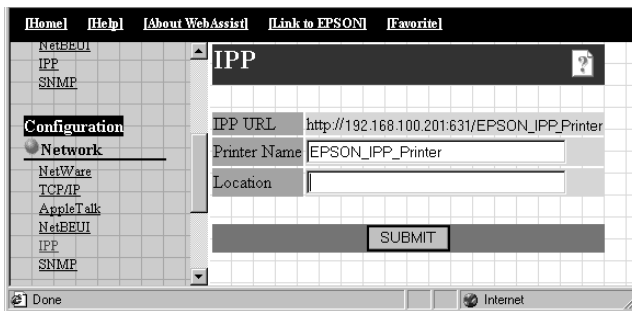 [Home] [Help] [About WebAssist] [Link to EPSON] [Favorite]
NetBEUI
IPP
SNMP
Configuration
Network
NetWare
TCP/IP
AppleTalk
NetBEUI
IPP
SNMP
IPP
?
IPP URL http://192.168.100.201:631/EPSON_IPP_Printer
Printer Name EPSON_IPP_Printer
Location
SUBMIT
Done
Internet